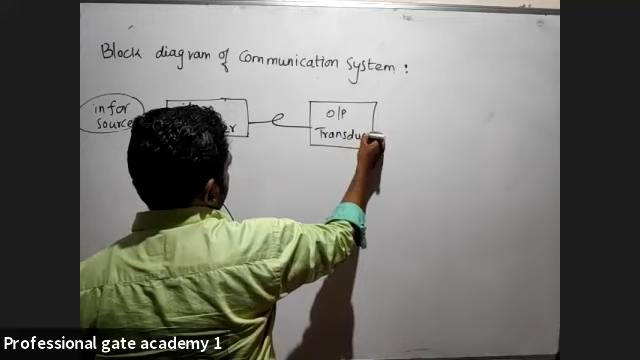 Block diagram of Communication System :
infor
source
O/P
Professional gate academy 1